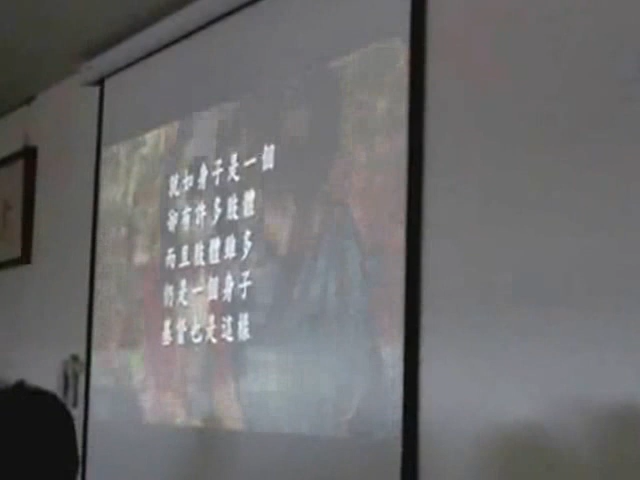 就如身子是一個
卻有許多肢體
而且肢體雖多
仍是一個身子
基督也是這樣